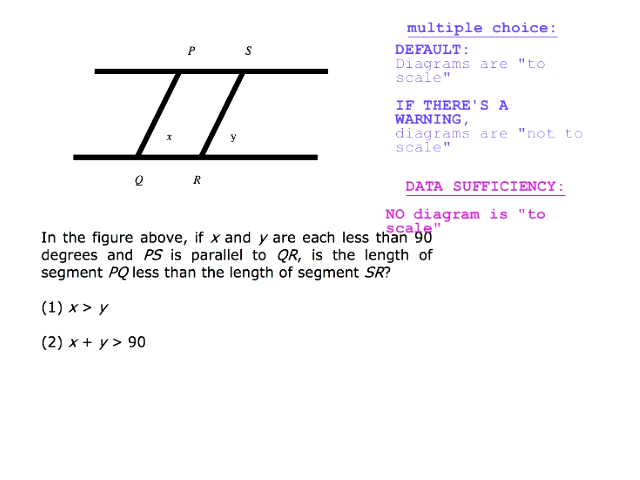 multiple choice:
DEFAULT:
Diagrams are "to
scale"
IF THERE'S A
WARNING,
diagrams are "not to
scale"
DATA SUFFICIENCY:
NO diagram is "to
scale"
P S
x y
Q R
In the figure above, if x and y are each less than 90
degrees and PS is parallel to QR, is the length of
segment PQ less than the length of segment SR?
(1) x > y
(2) x + y > 90